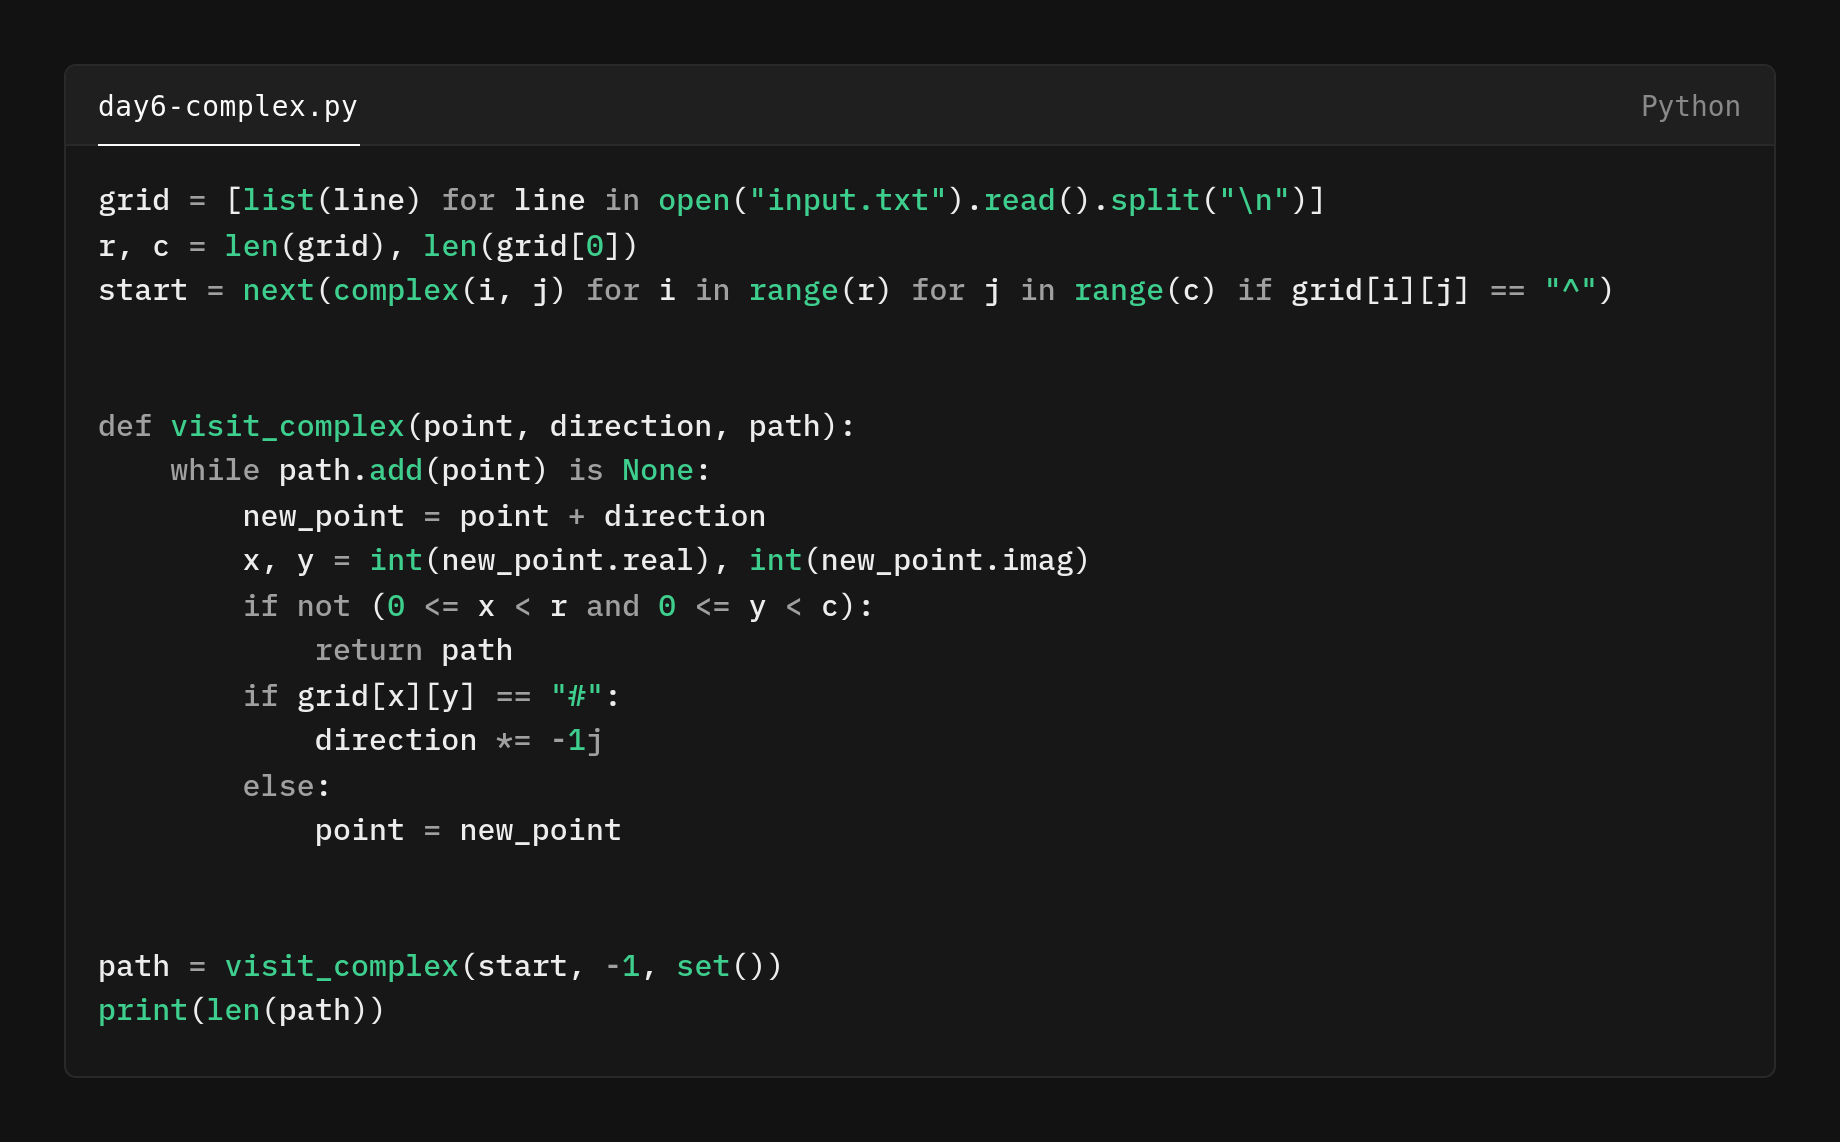 day6-complex.py
Python
grid = [list(line) for line in open("input.txt").read().split("\n")]
r, c = len(grid), len(grid[0])
start = next(complex(i, j) for i in range(r) for j in range(c) if grid[i][j] == "^")
def visit_complex(point, direction, path):
    while path.add(point) is None:
        new_point = point + direction
        x, y = int(new_point.real), int(new_point.imag)
        if not (0 <= x < r and 0 <= y < c):
            return path
        if grid[x][y] == "#":
            direction *= -1j
        else:
            point = new_point
path = visit_complex(start, -1, set())
print(len(path))